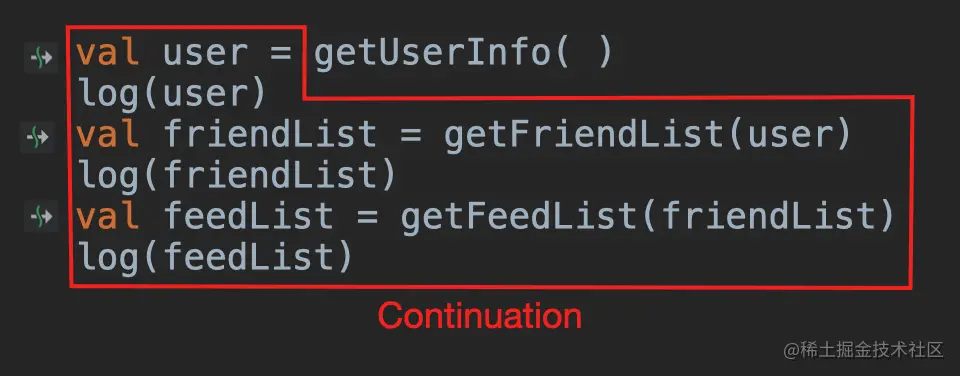 val user = getUserInfo( )
log(user)
val friendList = getFriendList(user)
log(friendList)
val feedList = getFeedList(friendList)
log(feedList)
Continuation
@稀土掘金技术社区